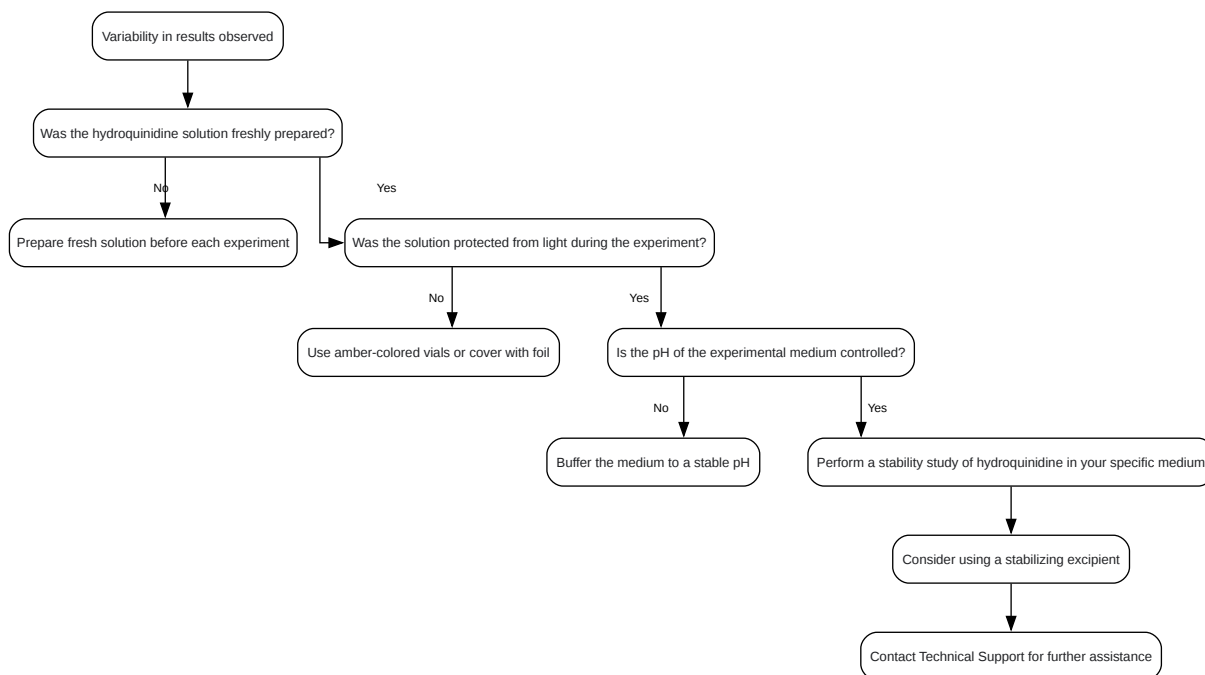 Variability in results observed
Was the hydroquinidine solution freshly prepared?
No
Yes
Prepare fresh solution before each experiment
Was the solution protected from light during the experiment?
No
Yes
Use amber-colored vials or cover with foil
Is the pH of the experimental medium controlled?
No
Yes
Buffer the medium to a stable pH
Perform a stability study of hydroquinidine in your specific medium
Consider using a stabilizing excipient
Contact Technical Support for further assistance